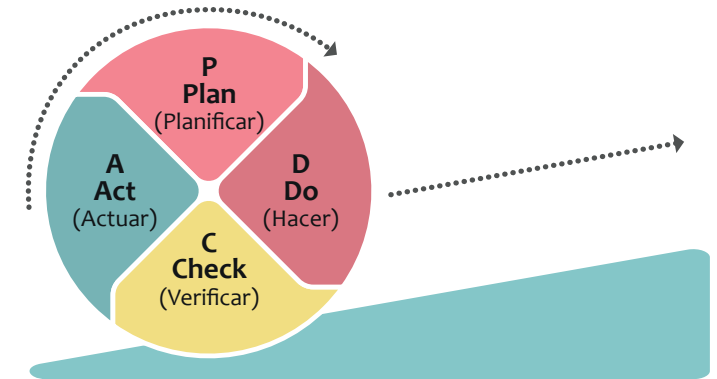 P
Plan
(Planificar)
D
Do
(Hacer)
C
Check
(Verificar)
A
Act
(Actuar)